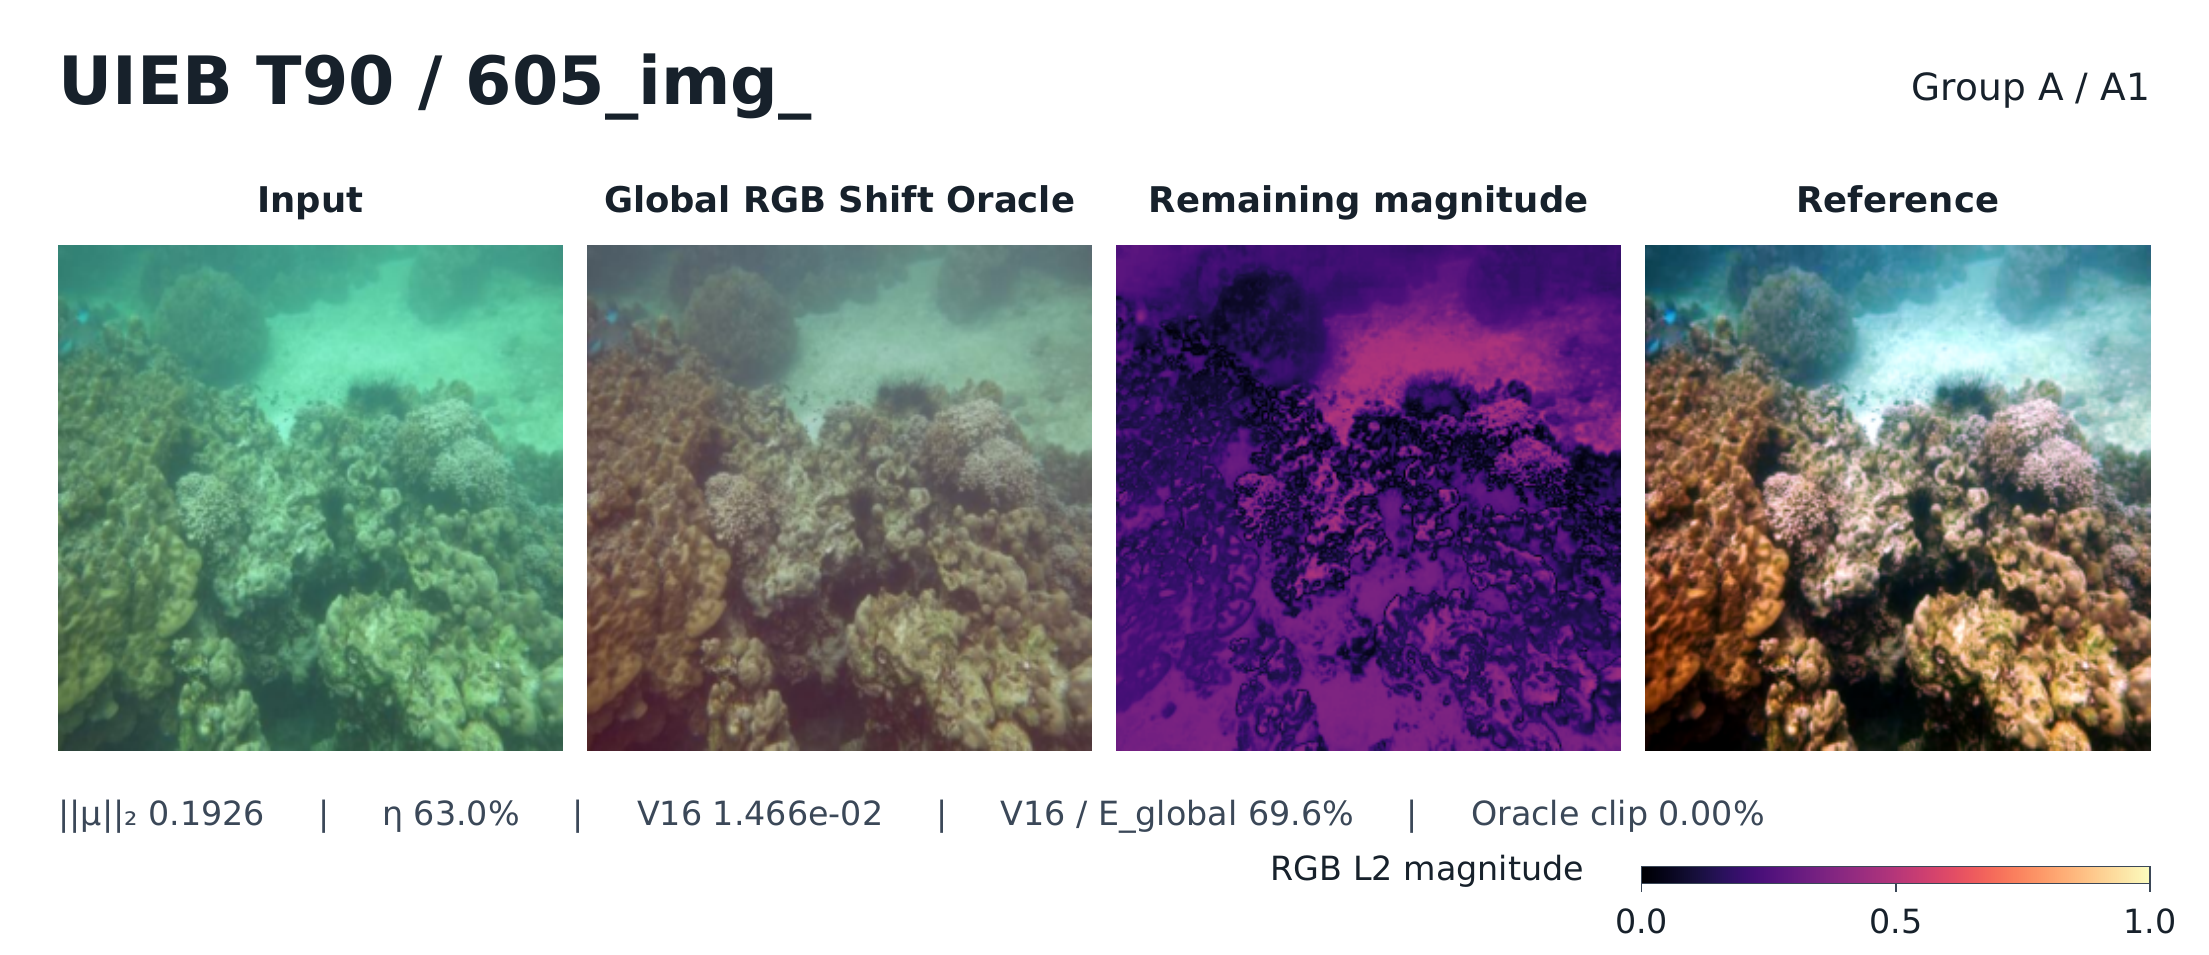 UIEB T90 / 605_img_
Group A / A1
Input
Global RGB Shift Oracle
Remaining magnitude
Reference
||μ||₂ 0.1926 | η 63.0% | V16 1.466e-02 | V16 / E_global 69.6% | Oracle clip 0.00%
RGB L2 magnitude
0.0 0.5 1.0